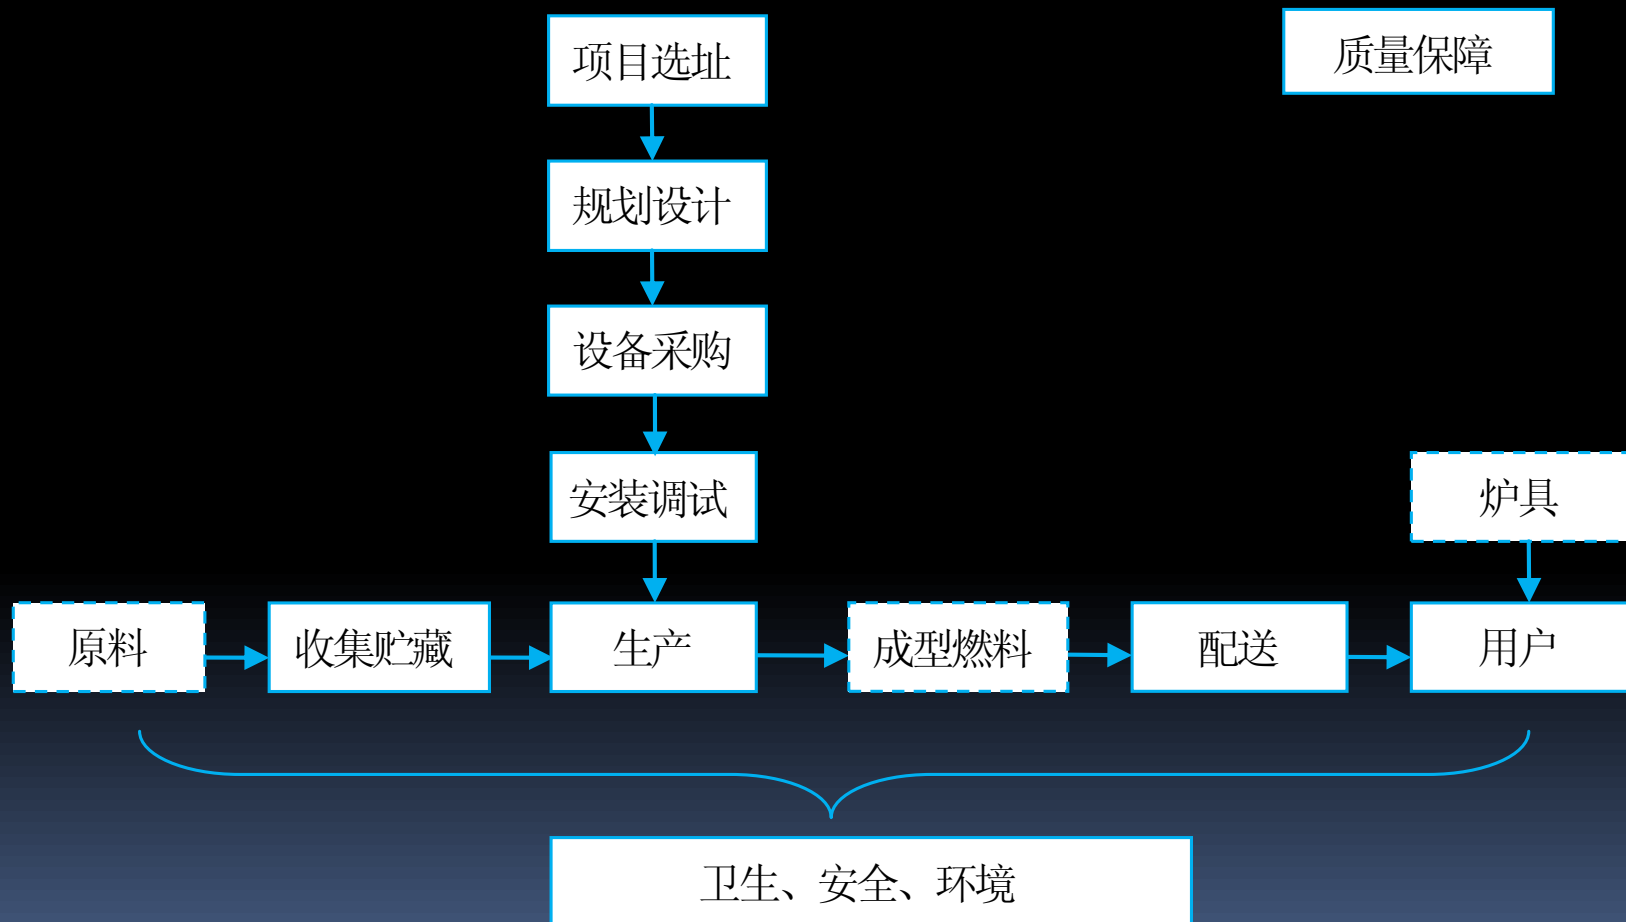 项目选址
质量保障
规划设计
设备采购
安装调试
炉具
原料
收集贮藏
生产
成型燃料
配送
用户
卫生、安全、环境